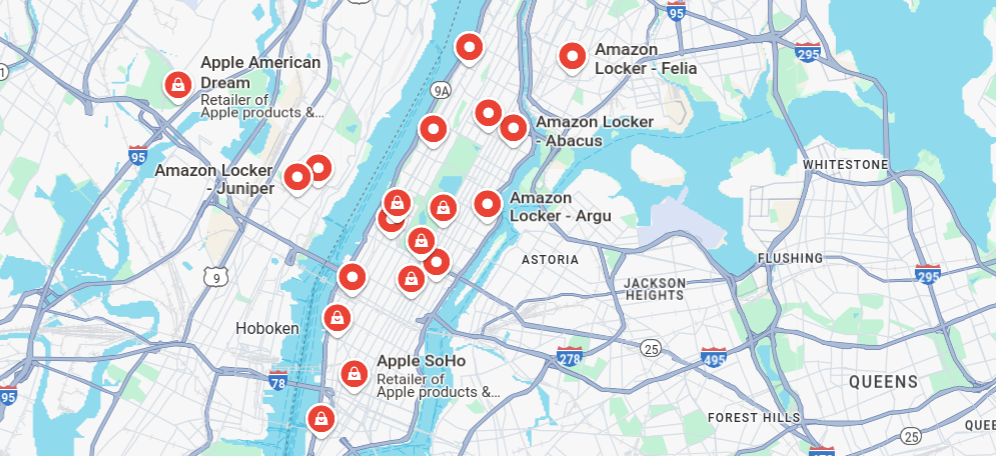 95
295
Amazon
Locker - Felia
Apple American
Dream
Retailer of
Apple products &...
1
9A
Amazon Locker
- Abacus
95
WHITESTONE
Amazon Locker
- Juniper
Amazon
Locker - Argu
ASTORIA
FLUSHING
9
295
JACKSON
HEIGHTS
Hoboken
25
278
495
Apple SoHo
Retailer of
Apple products &...
78
95
QUEENS
FOREST HILLS
QUEE
25